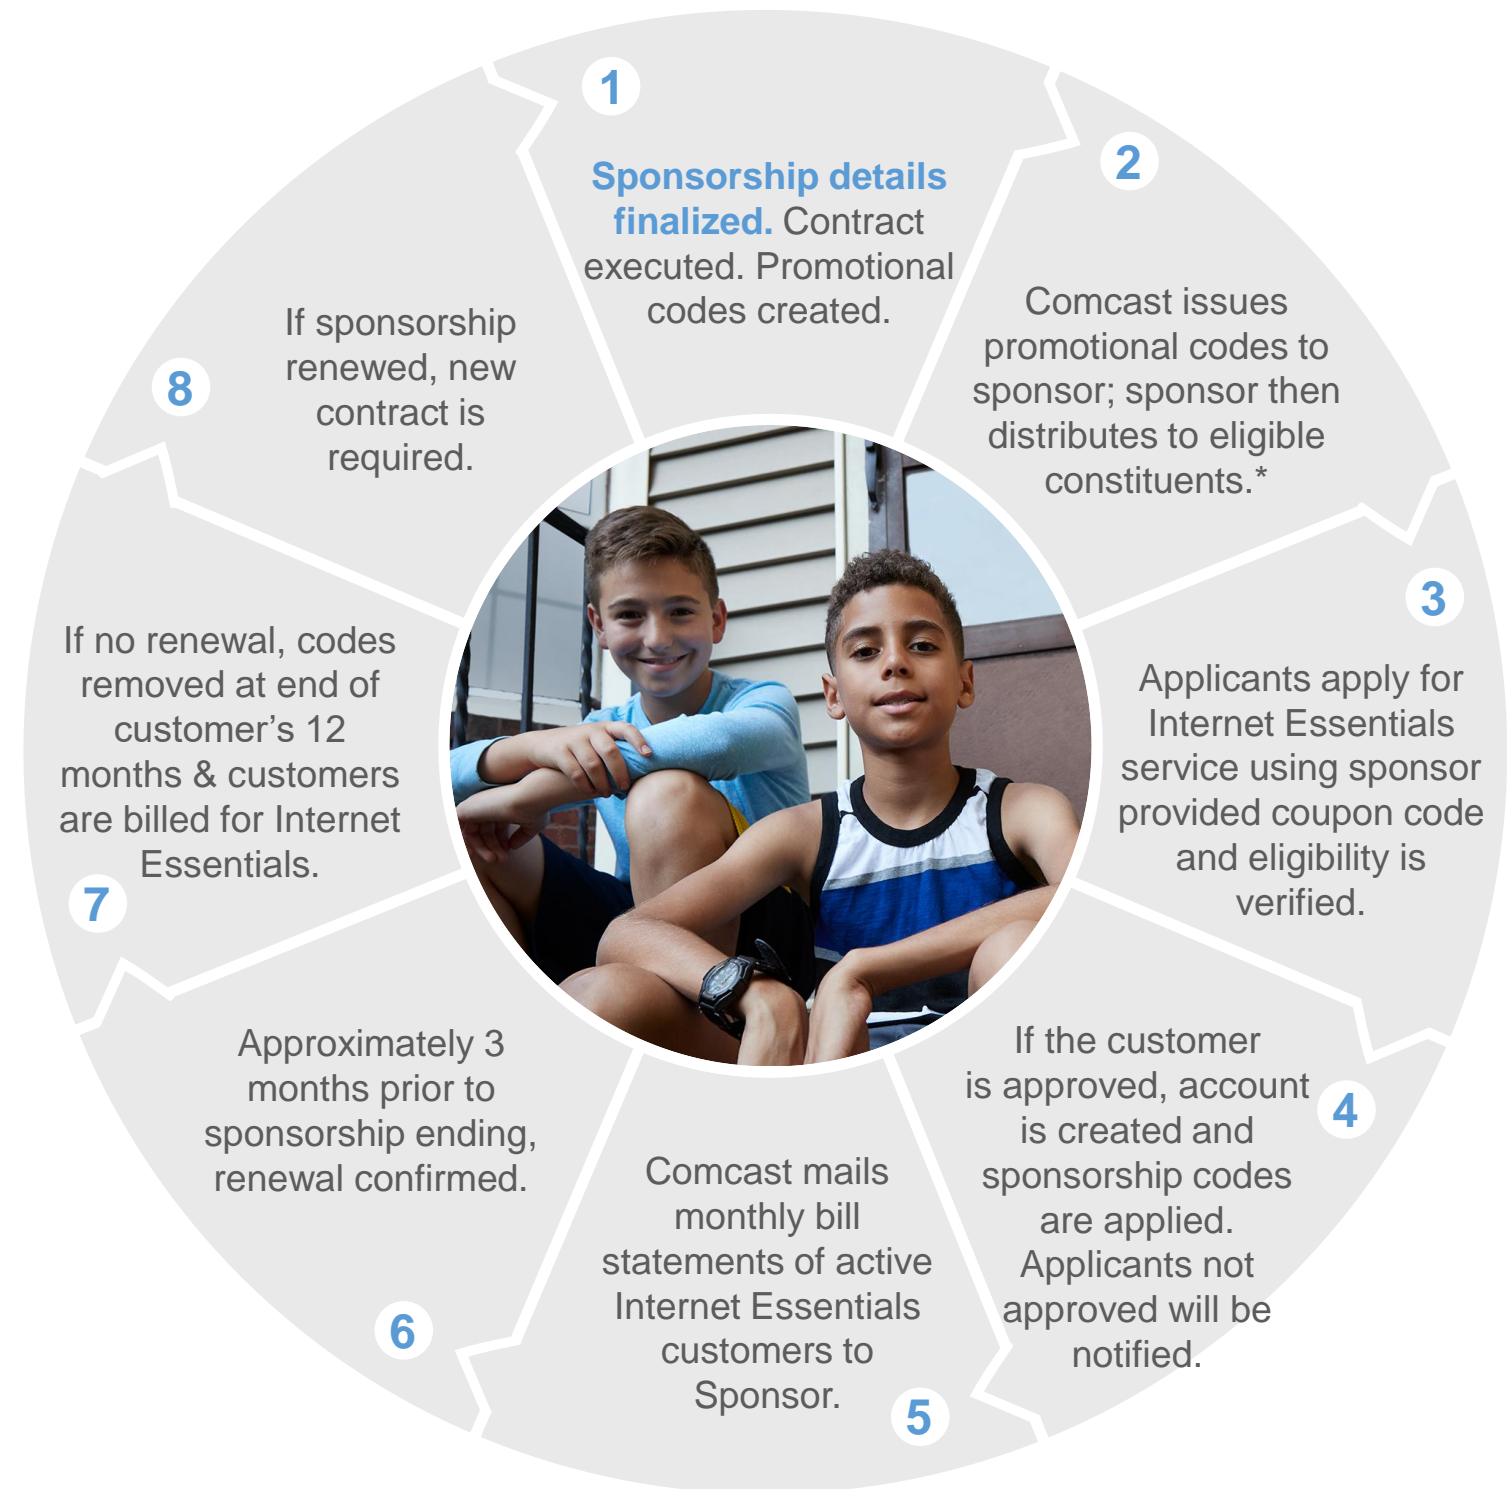 1
Sponsorship details
finalized. Contract
executed. Promotional
codes created.
2
Comcast issues
promotional codes to
sponsor; sponsor then
distributes to eligible
constituents.*
3
Applicants apply for
Internet Essentials
service using sponsor
provided coupon code
and eligibility is
verified.
4
If the customer
is approved, account
is created and
sponsorship codes
are applied.
Applicants not
approved will be
notified.
5
Comcast mails
monthly bill
statements of active
Internet Essentials
customers to
Sponsor.
6
Approximately 3
months prior to
sponsorship ending,
renewal confirmed.
7
If no renewal, codes
removed at end of
customer’s 12
months & customers
are billed for Internet
Essentials.
8
If sponsorship
renewed, new
contract is
required.